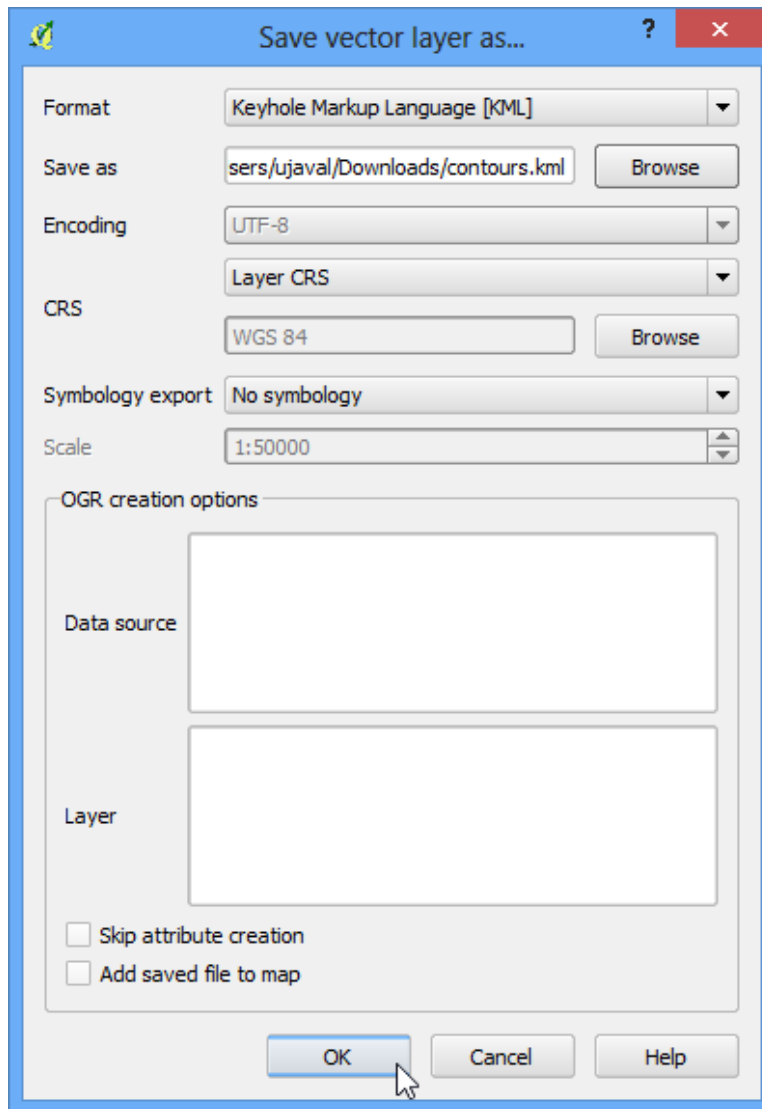 Save vector layer as...
?
Format
Keyhole Markup Language [KML]
Save as
sers/ujaval/Downloads/contours.kml
Browse
Encoding
UTF-8
Layer CRS
CRS
WGS 84
Browse
Symbology export
No symbology
Scale
1:50000
OGR creation options
Data source
Layer
Skip attribute creation
Add saved file to map
OK
Cancel
Help